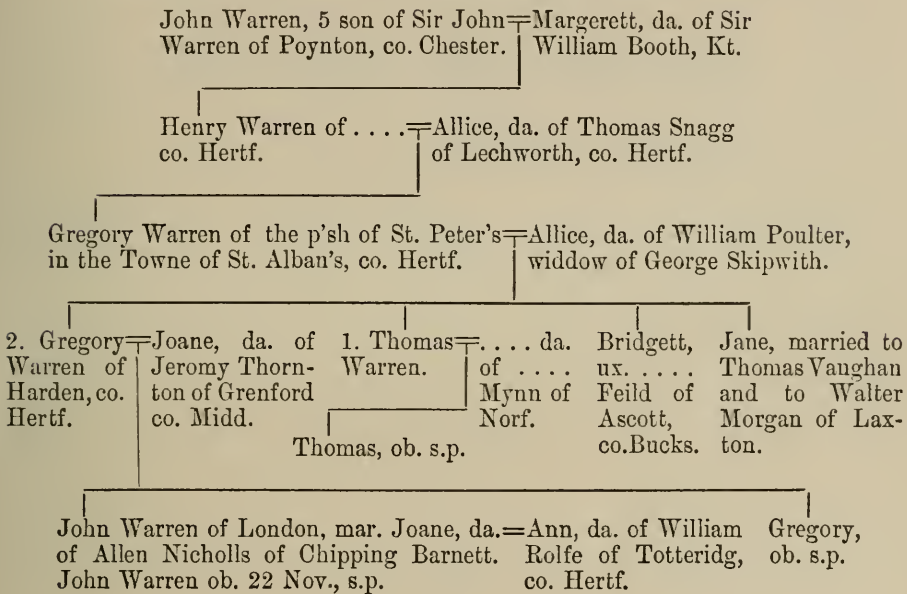 John Warren, 5 son of Sir John=Margerett, da. of Sir
Warren of Poynton, co. Chester. William Booth, Kt.
Henry Warren of . . . .=Allice, da. of Thomas Snagg
co. Hertf. of Lechworth, co. Hertf.
Gregory Warren of the p'sh of St. Peter's=Allice, da. of William Poulter,
in the Towne of St. Alban's, co. Hertf. widdow of George Skipwith.
2. Gregory=Joane, da. of
Warren of Jeromy Thorn-
Harden, co. ton of Grenford
Hertf. co. Midd.
1. Thomas=. . . . da.
Warren. of . . . .
Mynn of
Norf.
Bridgett,
ux. . . . .
Feild of
Ascott,
co.Bucks.
Jane, married to
Thomas Vaughan
and to Walter
Morgan of Lax-
ton.
Thomas, ob. s.p.
John Warren of London, mar. Joane, da.=Ann, da. of William
of Allen Nicholls of Chipping Barnett. Rolfe of Totteridg,
John Warren ob. 22 Nov., s.p. co. Hertf.
Gregory,
ob. s.p.